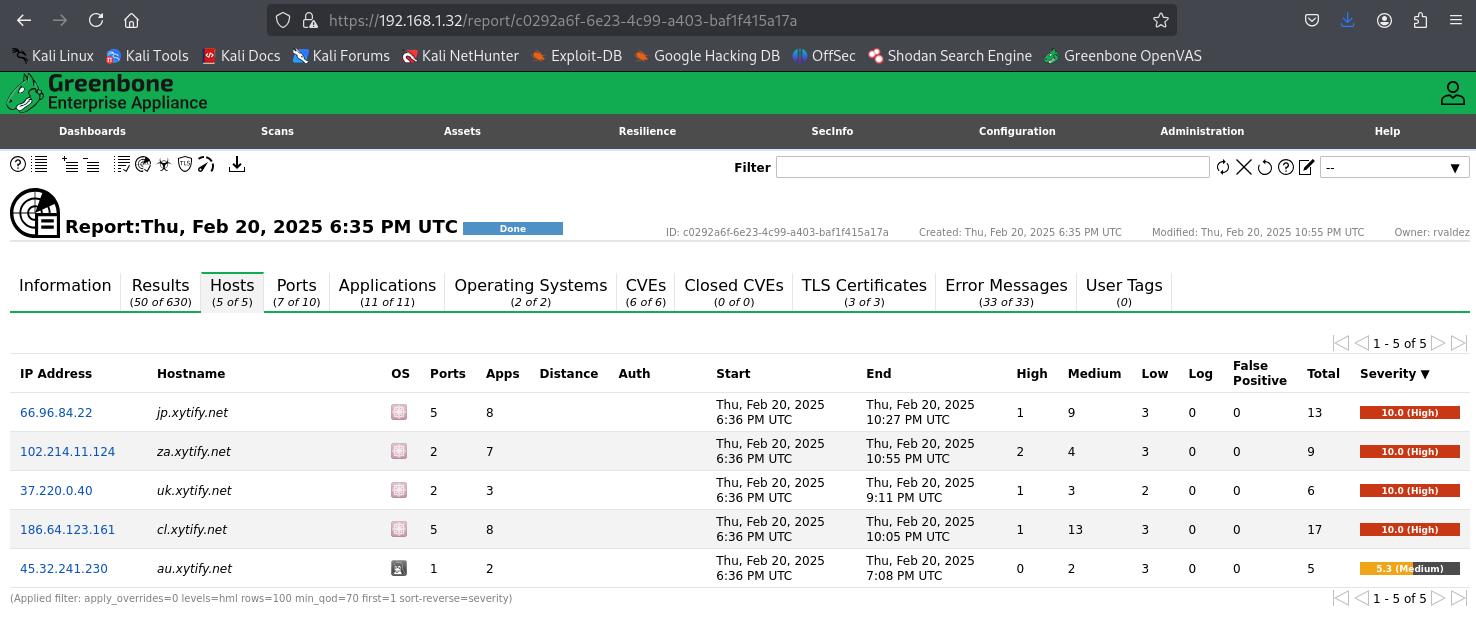 https://192.168.1.32/report/c0292a6f-6e23-4c99-a403-baf1f415a17a
Kali Linux Kali Tools Kali Docs Kali Forums Kali NetHunter Exploit-DB Google Hacking DB OffSec Shodan Search Engine Greenbone OpenVAS
Greenbone
Enterprise Appliance
Dashboards Scans Assets Resilience SecInfo Configuration Administration Help
TLS
Filter --
Report:Thu, Feb 20, 2025 6:35 PM UTC Done ID: c0292a6f-6e23-4c99-a403-baf1f415a17a Created: Thu, Feb 20, 2025 6:35 PM UTC Modified: Thu, Feb 20, 2025 10:55 PM UTC Owner: rvaldez
Information Results Hosts Ports Applications Operating Systems CVEs Closed CVEs TLS Certificates Error Messages User Tags
(50 of 630) (5 of 5) (7 of 10) (11 of 11) (2 of 2) (6 of 6) (0 of 0) (3 of 3) (33 of 33) (0)
1 - 5 of 5
IP Address Hostname OS Ports Apps Distance Auth Start End High Medium Low Log False Positive Total Severity ▼
66.96.84.22 jp.xytify.net 5 8 Thu, Feb 20, 2025 6:36 PM UTC Thu, Feb 20, 2025 10:27 PM UTC 1 9 3 0 0 13 10.0 (High)
102.214.11.124 za.xytify.net 2 7 Thu, Feb 20, 2025 6:36 PM UTC Thu, Feb 20, 2025 10:55 PM UTC 2 4 3 0 0 9 10.0 (High)
37.220.0.40 uk.xytify.net 2 3 Thu, Feb 20, 2025 6:36 PM UTC Thu, Feb 20, 2025 9:11 PM UTC 1 3 2 0 0 6 10.0 (High)
186.64.123.161 cl.xytify.net 5 8 Thu, Feb 20, 2025 6:36 PM UTC Thu, Feb 20, 2025 10:05 PM UTC 1 13 3 0 0 17 10.0 (High)
45.32.241.230 au.xytify.net 1 2 Thu, Feb 20, 2025 6:36 PM UTC Thu, Feb 20, 2025 7:08 PM UTC 0 2 3 0 0 5 5.3 (Medium)
(Applied filter: apply_overrides=0 levels=hml rows=100 min_qod=70 first=1 sort-reverse=severity) 1 - 5 of 5